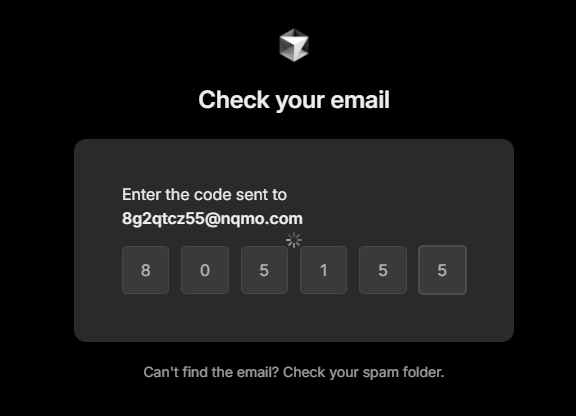 Check your email
Enter the code sent to
8g2qtcz55@nqmo.com
8 0 5 1 5 5
Can't find the email? Check your spam folder.